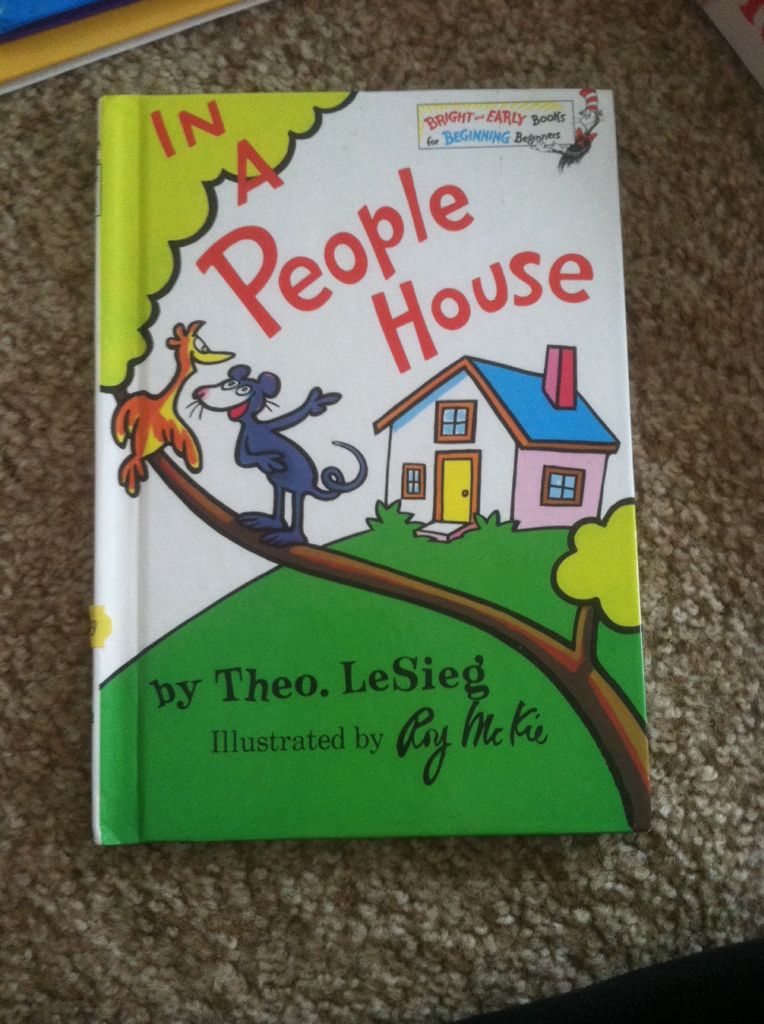 IN
A
People
House
BRIGHT and EARLY BOOKS
for BEGINNING Beginners
by Theo. LeSieg
Illustrated by Roy McKie